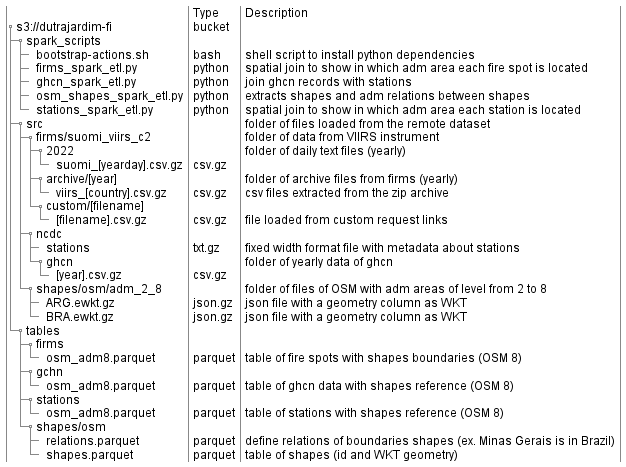 Type Description
s3://dutrajardim-fi bucket
spark_scripts
bootstrap-actions.sh bash shell script to install python dependencies
firms_spark_etl.py python spatial join to show in which adm area each fire spot is located
ghcn_spark_etl.py python join ghcn records with stations
osm_shapes_spark_etl.py python extracts shapes and adm relations between shapes
stations_spark_etl.py python spatial join to show in which adm area each station is located
src folder of files loaded from the remote dataset
firms/suomi_viirs_c2 folder of data from VIIRS instrument
2022 folder of daily text files (yearly)
suomi_[yearday].csv.gz csv.gz
archive/[year] folder of archive files from firms (yearly)
viirs_[country].csv.gz csv.gz csv files extracted from the zip archive
custom/[filename]
[filename].csv.gz csv.gz file loaded from custom request links
ncdc
stations txt.gz fixed width format file with metadata about stations
ghcn folder of yearly data of ghcn
[year].csv.gz csv.gz
shapes/osm/adm_2_8 folder of files of OSM with adm areas of level from 2 to 8
ARG.ewkt.gz json.gz json file with a geometry column as WKT
BRA.ewkt.gz json.gz json file with a geometry column as WKT
tables
firms
osm_adm8.parquet parquet table of fire spots with shapes boundaries (OSM 8)
gchn
osm_adm8.parquet parquet table of ghcn data with shapes reference (OSM 8)
stations
osm_adm8.parquet parquet table of stations with shapes reference (OSM 8)
shapes/osm
relations.parquet parquet define relations of boundaries shapes (ex. Minas Gerais is in Brazil)
shapes.parquet parquet table of shapes (id and WKT geometry)